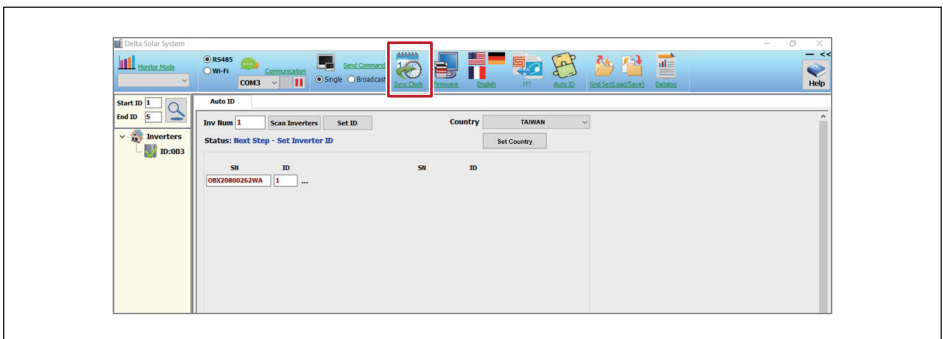 Delta Solar System
Monitor Mode
RS485
Wi-Fi
Communication
COM3
Send Command
Single Broadcast
Sync Clock
Firmware
English
???
Auto ID
Grid Set(Load/Save)
Datalog
<<
Help
Start ID 1
End ID 5
Inverters
ID:003
Auto ID
Inv Num 1 Scan Inverters Set ID Country TAIWAN
Status: Next Step - Set Inverter ID Set Country
SN ID SN ID
OBX20800262WA 1 ...